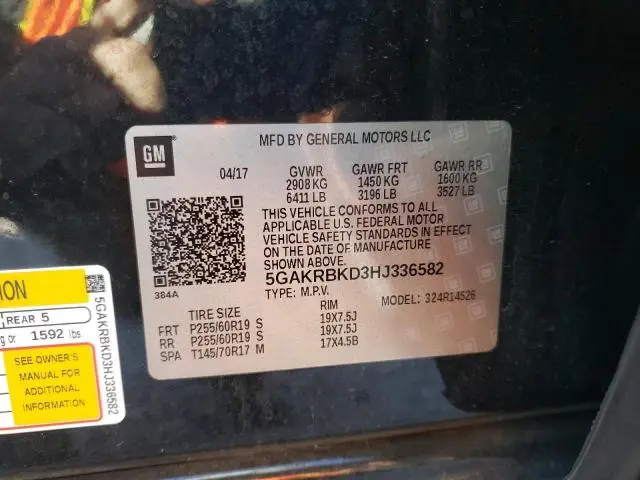 GM
MFD BY GENERAL MOTORS LLC
04/17 GVWR GAWR FRT GAWR RR
2908 KG 1450 KG 1600 KG
6411 LB 3196 LB 3527 LB
THIS VEHICLE CONFORMS TO ALL
APPLICABLE U.S. FEDERAL MOTOR
VEHICLE SAFETY STANDARDS IN EFFECT
ON THE DATE OF MANUFACTURE
SHOWN ABOVE.
5GAKRBKD3HJ336582
384A
TYPE: M.P.V. MODEL: 324R14526
TIRE SIZE RIM
FRT P255/60R19 S 19X7.5J
RR P255/60R19 S 19X7.5J
SPA T145/70R17 M 17X4.5B
REAR 5
or 1592 lbs
SEE OWNER'S
MANUAL FOR
ADDITIONAL
INFORMATION
5GAKRBKD3HJ336582